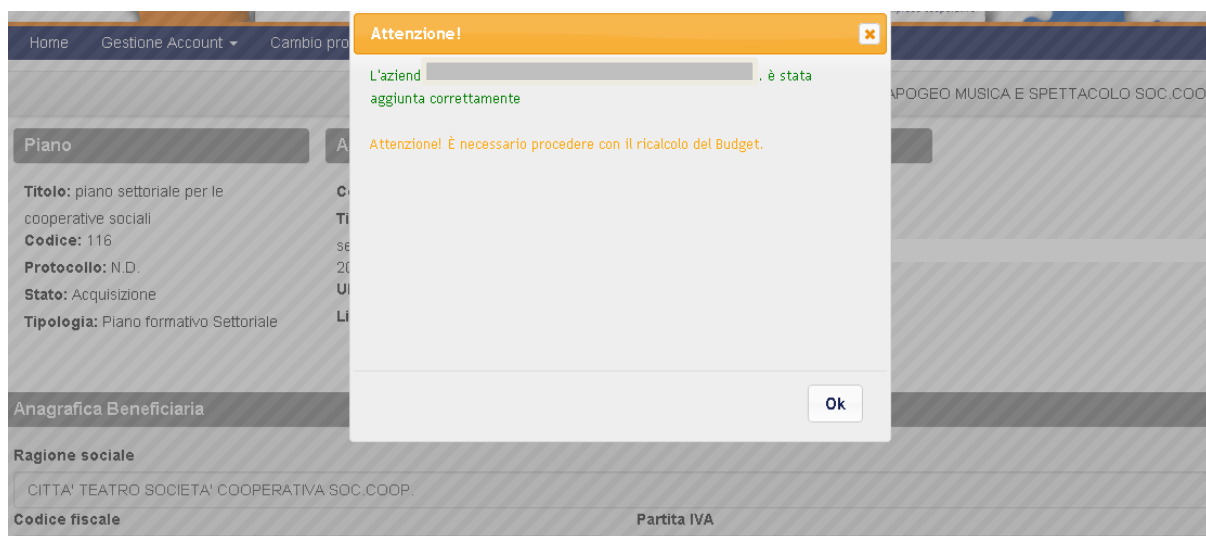 Home Gestione Account Cambio pro
Attenzione!
L'aziend . è stata
aggiunta correttamente
Attenzione! È necessario procedere con il ricalcolo del Budget.
Ok
APOGEO MUSICA E SPETTACOLO SOC.COO
Piano
A
Titolo: piano settoriale per le
cooperative sociali
Codice: 116
Protocollo: N.D.
Stato: Acquisizione
Tipologia: Piano formativo Settoriale
Anagrafica Beneficiaria
Ragione sociale
CITTA' TEATRO SOCIETA' COOPERATIVA SOC.COOP.
Codice fiscale Partita IVA